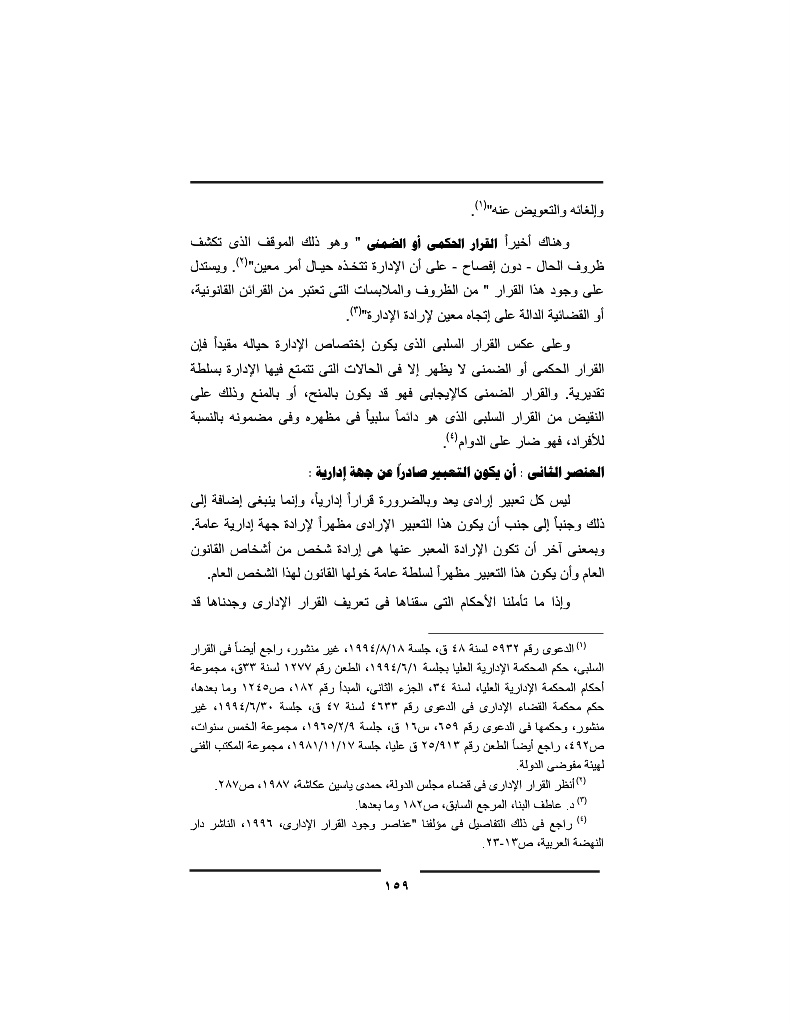 وإلغائه والتعويض عنه"(١).
وهناك أخيراً القرار الحكمى أو الضمنى " وهو ذلك الموقف الذى تكشف
ظروف الحال - دون إفصاح - على أن الإدارة تتخذه حيال أمر معين"(٢). ويستدل
على وجود هذا القرار " من الظروف والملابسات التى تعتبر من القرائن القانونية،
أو القضائية الدالة على إتجاه معين لإرادة الإدارة"(٣).
وعلى عكس القرار السلبى الذى يكون إختصاص الإدارة حياله مقيداً فإن
القرار الحكمى أو الضمنى لا يظهر إلا فى الحالات التى تتمتع فيها الإدارة بسلطة
تقديرية. والقرار الضمنى كالإيجابى فهو قد يكون بالمنح، أو بالمنع وذلك على
النقيض من القرار السلبى الذى هو دائماً سلبياً فى مظهره وفى مضمونه بالنسبة
للأفراد، فهو ضار على الدوام(٤).
العنصر الثانى : أن يكون التعبير صادراً عن جهة إدارية :
ليس كل تعبير إرادى يعد وبالضرورة قراراً إدارياً، وإنما ينبغى إضافة إلى
ذلك وجنباً إلى جنب أن يكون هذا التعبير الإرادى مظهراً لإرادة جهة إدارية عامة.
وبمعنى آخر أن تكون الإرادة المعبر عنها هى إرادة شخص من أشخاص القانون
العام وأن يكون هذا التعبير مظهراً لسلطة عامة خولها القانون لهذا الشخص العام.
وإذا ما تأملنا الأحكام التى سقناها فى تعريف القرار الإدارى وجدناها قد
(١) الدعوى رقم ٥٩٣٢ لسنة ٤٨ ق، جلسة ١٩٩٤/٨/١٨، غير منشور، راجع أيضاً فى القرار
السلبى، حكم المحكمة الإدارية العليا بجلسة ١٩٩٤/٦/١، الطعن رقم ١٢٧٧ لسنة ٣٣ق، مجموعة
أحكام المحكمة الإدارية العليا، لسنة ٣٤، الجزء الثانى، المبدأ رقم ١٨٢، ص١٢٤٥ وما بعدها،
حكم محكمة القضاء الإدارى فى الدعوى رقم ٤٦٣٣ لسنة ٤٧ ق، جلسة ١٩٩٤/٦/٣٠، غير
منشور، وحكمها فى الدعوى رقم ٦٥٩، س١٦ ق، جلسة ١٩٦٥/٢/٩، مجموعة الخمس سنوات،
ص٤٩٢، راجع أيضاً الطعن رقم ٢٥/٩١٣ ق عليا، جلسة ١٩٨١/١١/١٧، مجموعة المكتب الفنى
لهيئة مفوضى الدولة.
(٢) أنظر القرار الإدارى فى قضاء مجلس الدولة، حمدى ياسين عكاشة، ١٩٨٧، ص٢٨٧.
(٣) د. عاطف البنا، المرجع السابق، ص١٨٢ وما بعدها.
(٤) راجع فى ذلك التفاصيل فى مؤلفنا "عناصر وجود القرار الإدارى، ١٩٩٦، الناشر دار
النهضة العربية، ص١٣-٢٣.
١٥٩